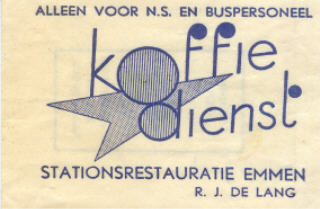 ALLEEN VOOR N.S. EN BUSPERSONEEL
koffie
dienst
STATIONSRESTAURATIE EMMEN
R. J. DE LANG